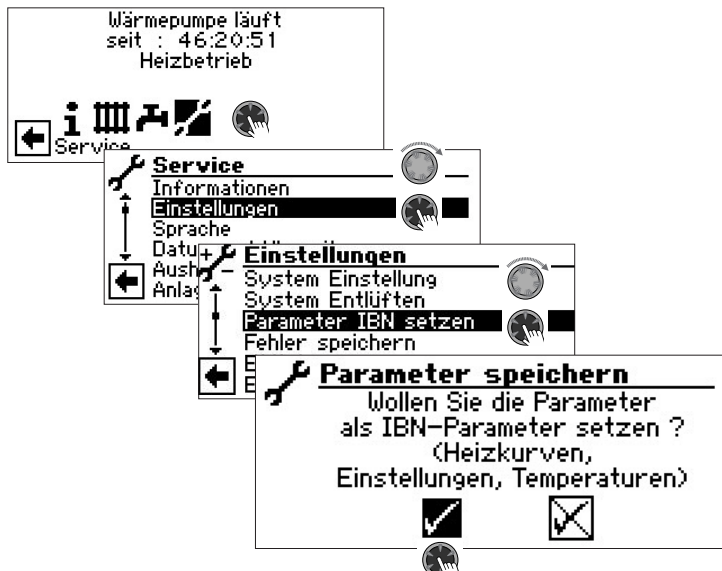 Wärmepumpe läuft
seit : 46:20:51
Heizbetrieb
Service
Service
Informationen
Einstellungen
Sprache
Einstellungen
System Einstellung
System Entlüften
Parameter IBN setzen
Fehler speichern
Parameter speichern
Wollen Sie die Parameter
als IBN-Parameter setzen ?
(Heizkurven,
Einstellungen, Temperaturen)